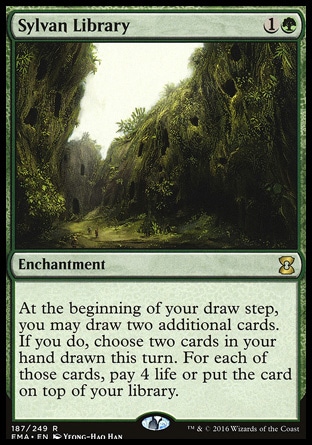 Sylvan Library 1
Enchantment
At the beginning of your draw step,
you may draw two additional cards.
If you do, choose two cards in your
hand drawn this turn. For each of
those cards, pay 4 life or put the card
on top of your library.
187/249 R
EMA • EN Yeong-Hao Han ™ & © 2016 Wizards of the Coast